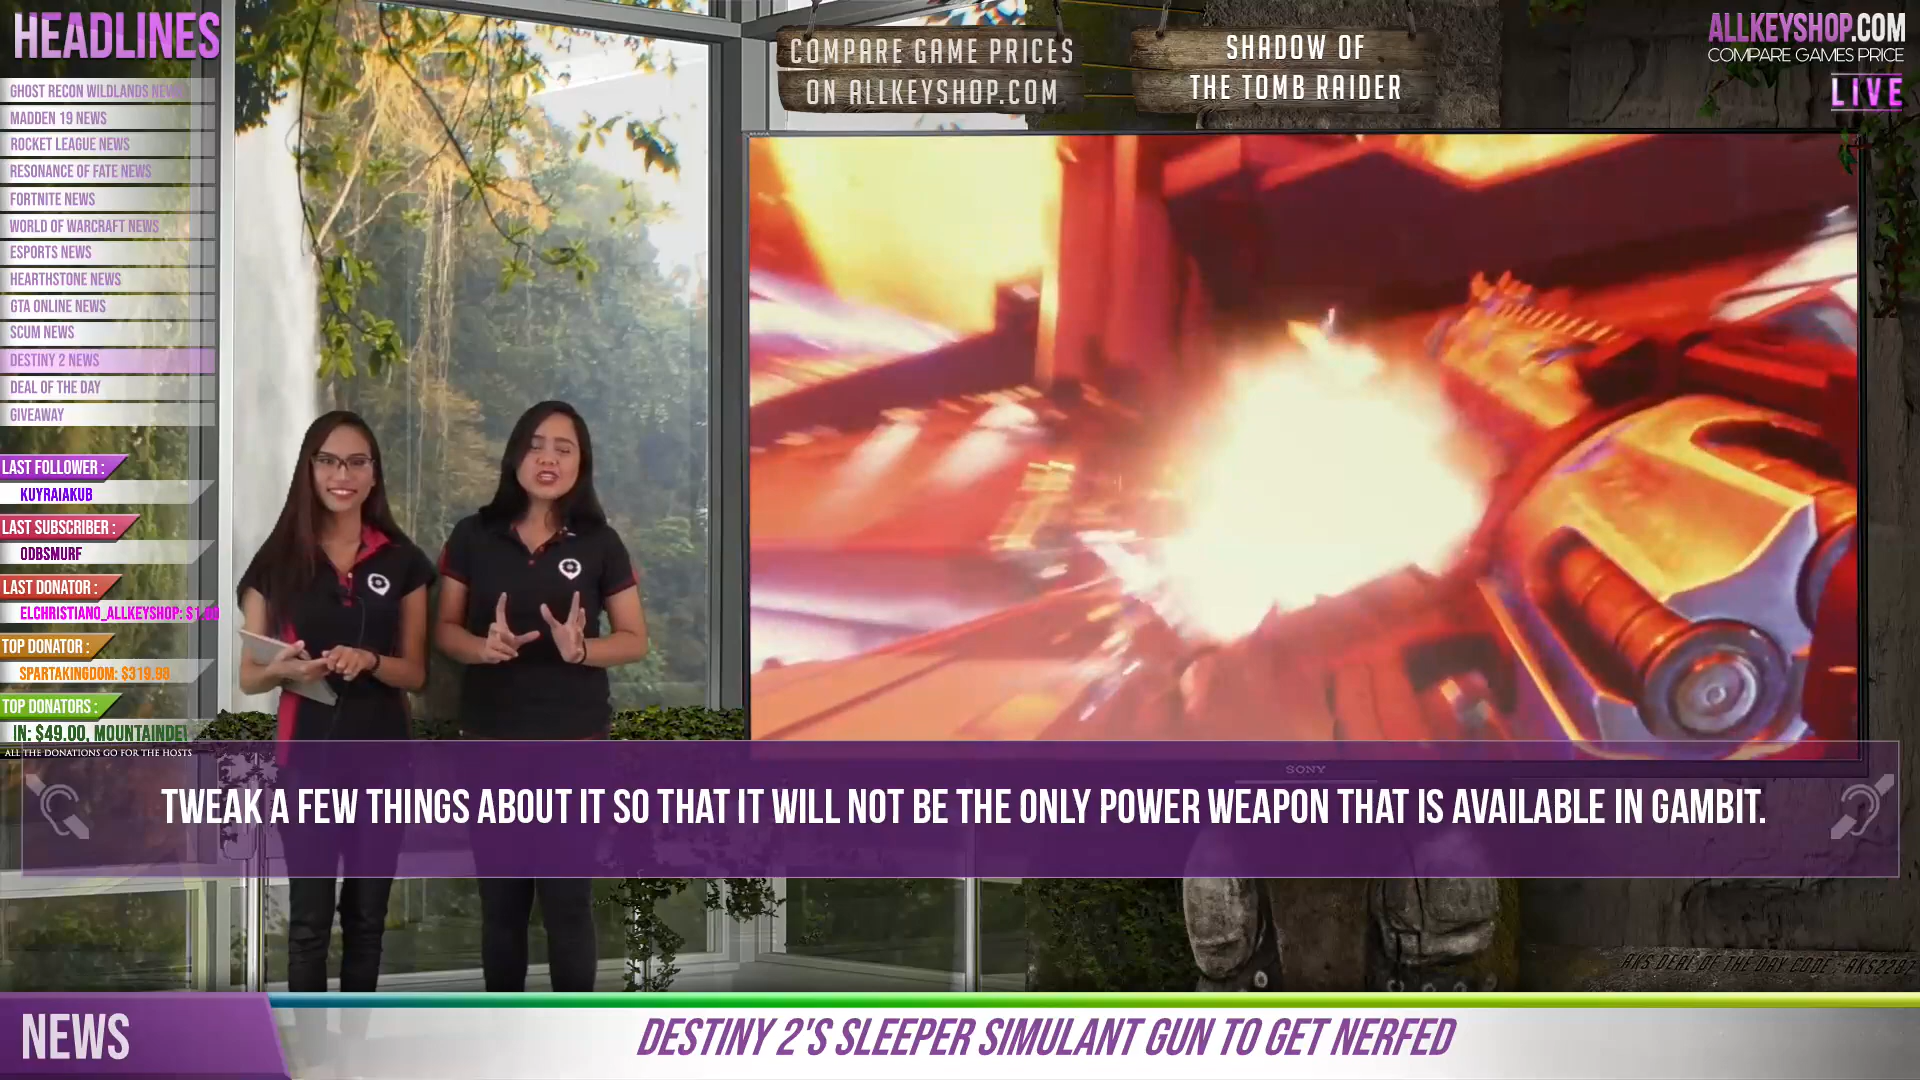 HEADLINES
GHOST RECON WILDLANDS NEWS
MADDEN 19 NEWS
ROCKET LEAGUE NEWS
RESONANCE OF FATE NEWS
FORTNITE NEWS
WORLD OF WARCRAFT NEWS
ESPORTS NEWS
HEARTHSTONE NEWS
GTA ONLINE NEWS
SCUM NEWS
DESTINY 2 NEWS
DEAL OF THE DAY
GIVEAWAY
LAST FOLLOWER :
KUYRAIAKUB
LAST SUBSCRIBER :
ODBSMURF
LAST DONATOR :
ELCHRISTIANO_ALLKEYSHOP: $1.00
TOP DONATOR :
SPARTAKINGDOM: $319.98
TOP DONATORS :
IN: $49.00, MOUNTAINDE
ALL THE DONATIONS GO FOR THE HOSTS
COMPARE GAME PRICES
ON ALLKEYSHOP.COM
SHADOW OF
THE TOMB RAIDER
ALLKEYSHOP.COM
COMPARE GAMES PRICE
LIVE
SONY
TWEAK A FEW THINGS ABOUT IT SO THAT IT WILL NOT BE THE ONLY POWER WEAPON THAT IS AVAILABLE IN GAMBIT.
AKS DEAL OF THE DAY CODE : AKS2287
NEWS
DESTINY 2'S SLEEPER SIMULANT GUN TO GET NERFED